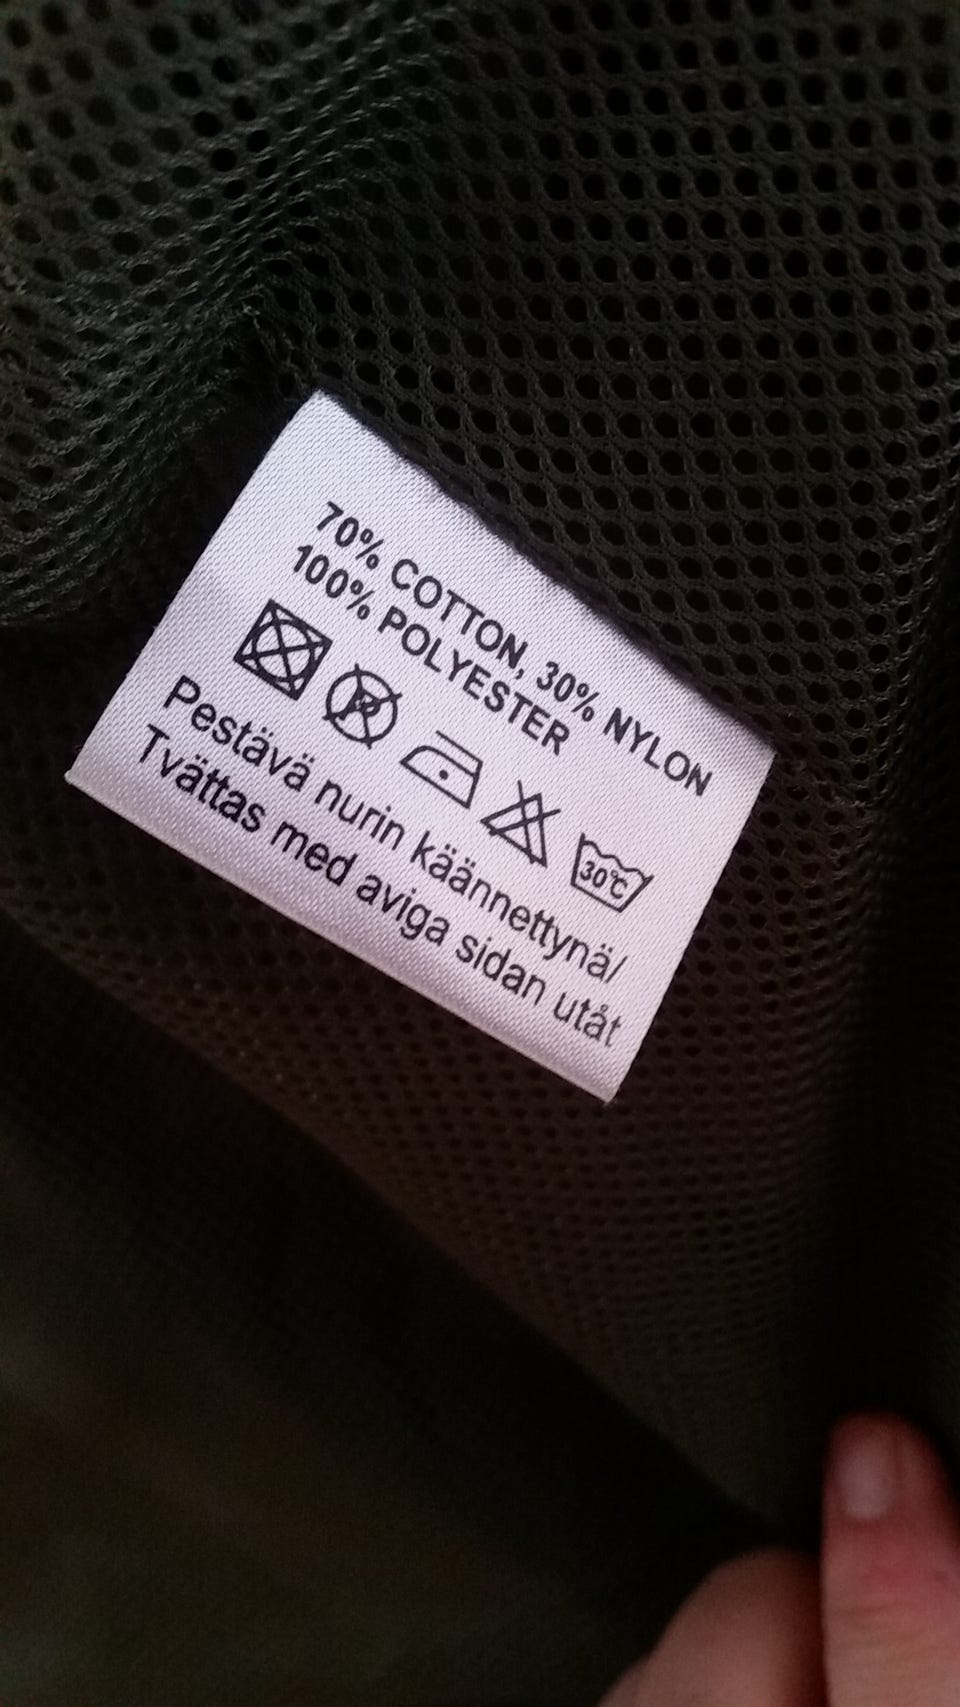 70% COTTON, 30% NYLON
100% POLYESTER
P 30°C
Pestävä nurin käännettynä/
Tvättas med aviga sidan utåt